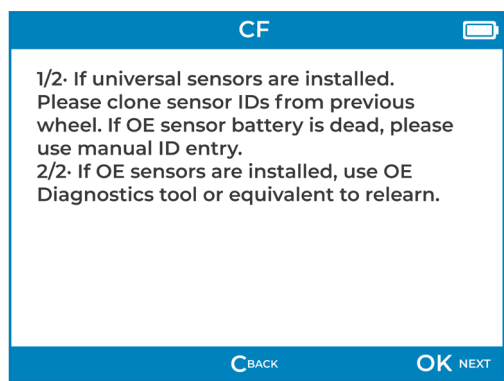 CF
1/2· If universal sensors are installed.
Please clone sensor IDs from previous
wheel. If OE sensor battery is dead, please
use manual ID entry.
2/2· If OE sensors are installed, use OE
Diagnostics tool or equivalent to relearn.
C BACK OK NEXT